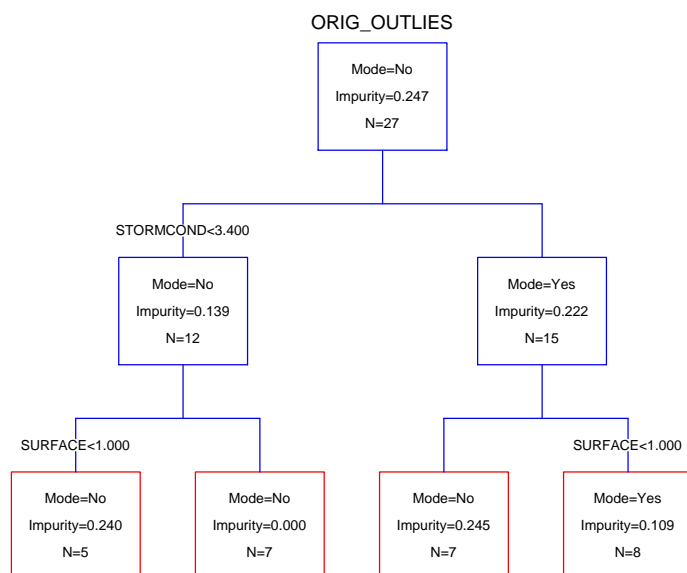 ORIG_OUTLIES
Mode=No
Impurity=0.247
N=27
STORMCOND<3.400
Mode=No
Impurity=0.139
N=12
Mode=Yes
Impurity=0.222
N=15
SURFACE<1.000
SURFACE<1.000
Mode=No
Impurity=0.240
N=5
Mode=No
Impurity=0.000
N=7
Mode=No
Impurity=0.245
N=7
Mode=Yes
Impurity=0.109
N=8